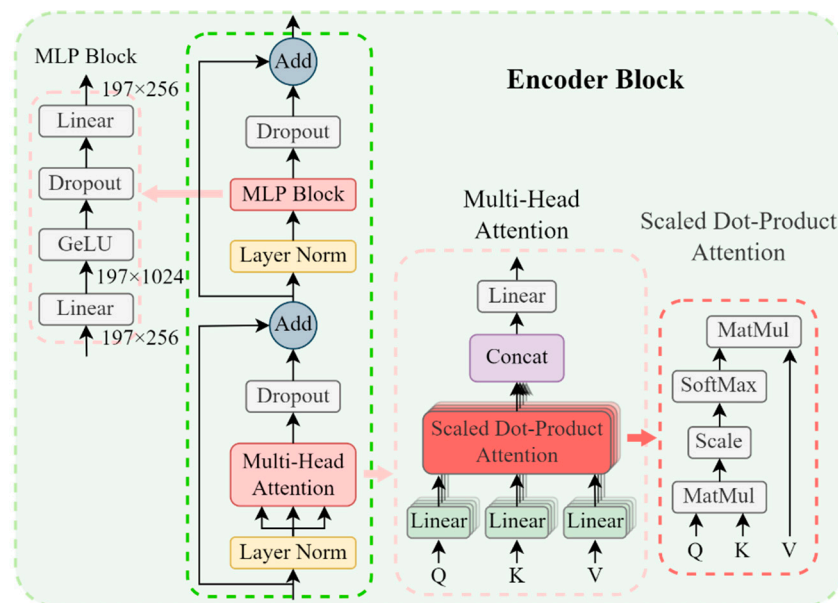 Encoder Block
MLP Block
197×256
Linear
Dropout
GeLU
197×1024
Linear
197×256
Add
Dropout
MLP Block
Layer Norm
Add
Dropout
Multi-Head
Attention
Layer Norm
Multi-Head
Attention
Linear
Concat
Scaled Dot-Product
Attention
Linear
Linear
Linear
Q
K
V
Scaled Dot-Product
Attention
MatMul
SoftMax
Scale
MatMul
Q
K
V